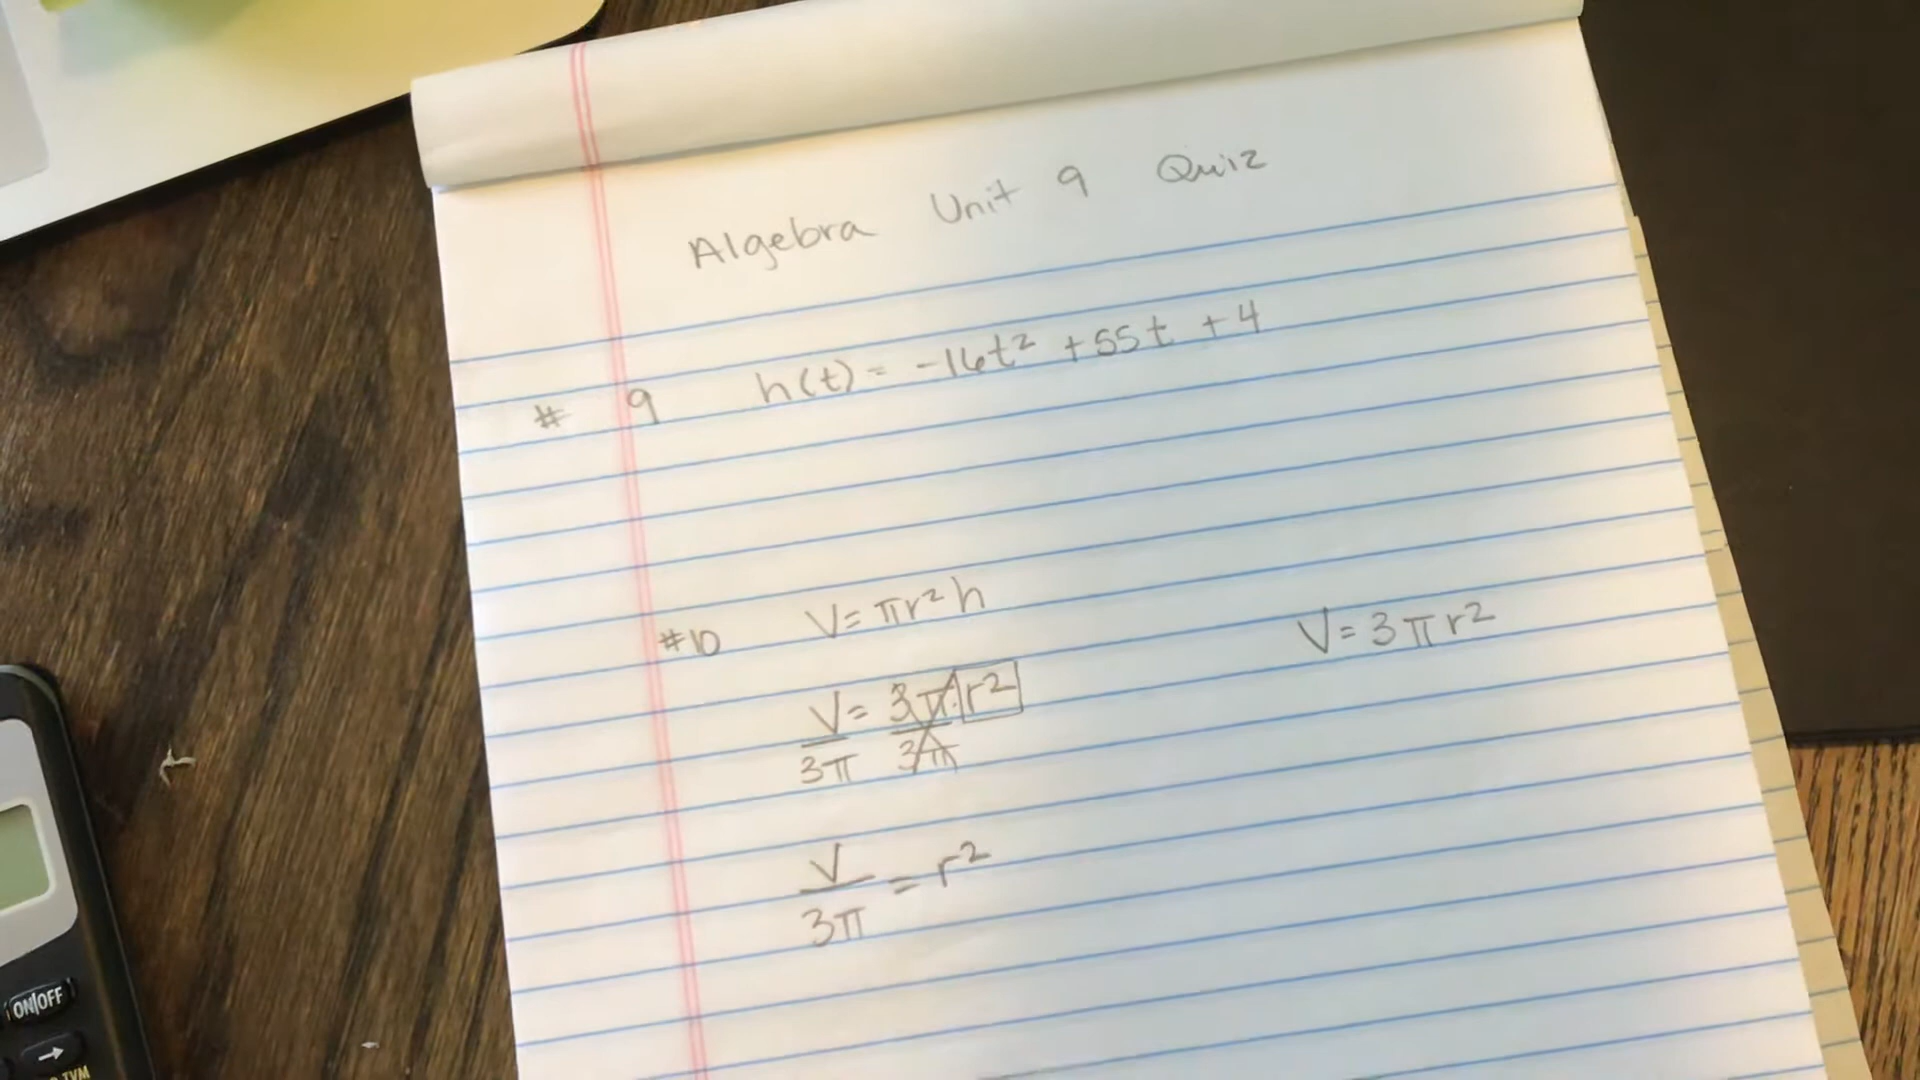 Algebra Unit 9 Quiz
# 9 h(t) = -16t² + 55t + 4
#10 V = πr²h V = 3πr²
V = 3π·r²
3π 3π
V = r²
3π
ON/OFF
→
TVM